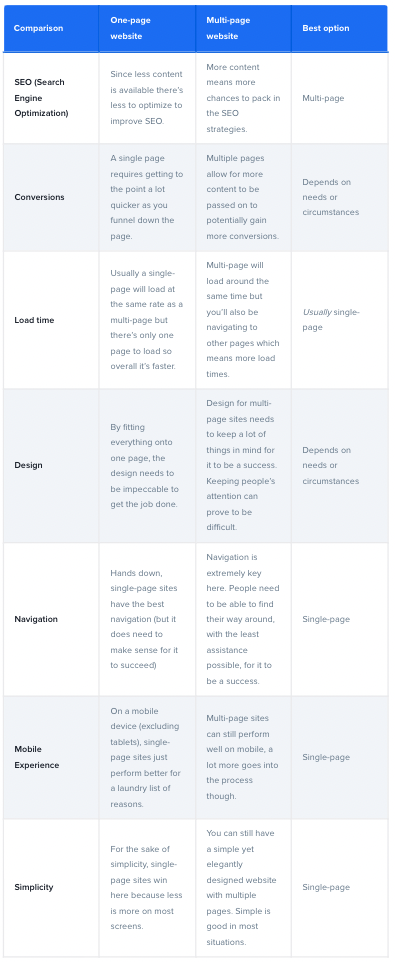 Comparison
One-page
website
Multi-page
website
Best option
SEO (Search
Engine
Optimization)
Since less content
is available there's
less to optimize to
improve SEO.
More content
means more
chances to pack in
the SEO
strategies.
Multi-page
Conversions
A single page
requires getting to
the point a lot
quicker as you
funnel down the
page.
Multiple pages
allow for more
content to be
passed on to
potentially gain
more conversions.
Depends on
needs or
circumstances
Load time
Usually a single-
page will load at
the same rate as a
multi-page but
there's only one
page to load so
overall it's faster.
Multi-page will
load around the
same time but
you'll also be
navigating to
other pages which
means more load
times.
Usually single-
page
Design
By fitting
everything onto
one page, the
design needs to
be impeccable to
get the job done.
Design for multi-
page sites needs
to keep a lot of
things in mind for
it to be a success.
Keeping people's
attention can
prove to be
difficult.
Depends on
needs or
circumstances
Navigation
Hands down,
single-page sites
have the best
navigation (but it
does need to
make sense for it
to succeed)
Navigation is
extremely key
here. People need
to be able to find
their way around,
with the least
assistance
possible, for it to
be a success.
Single-page
Mobile
Experience
On a mobile
device (excluding
tablets), single-
page sites just
perform better for
a laundry list of
reasons.
Multi-page sites
can still perform
well on mobile, a
lot more goes into
the process
though.
Single-page
Simplicity
For the sake of
simplicity, single-
page sites win
here because less
is more on most
screens.
You can still have
a simple yet
elegantly
designed website
with multiple
pages. Simple is
good in most
situations.
Single-page